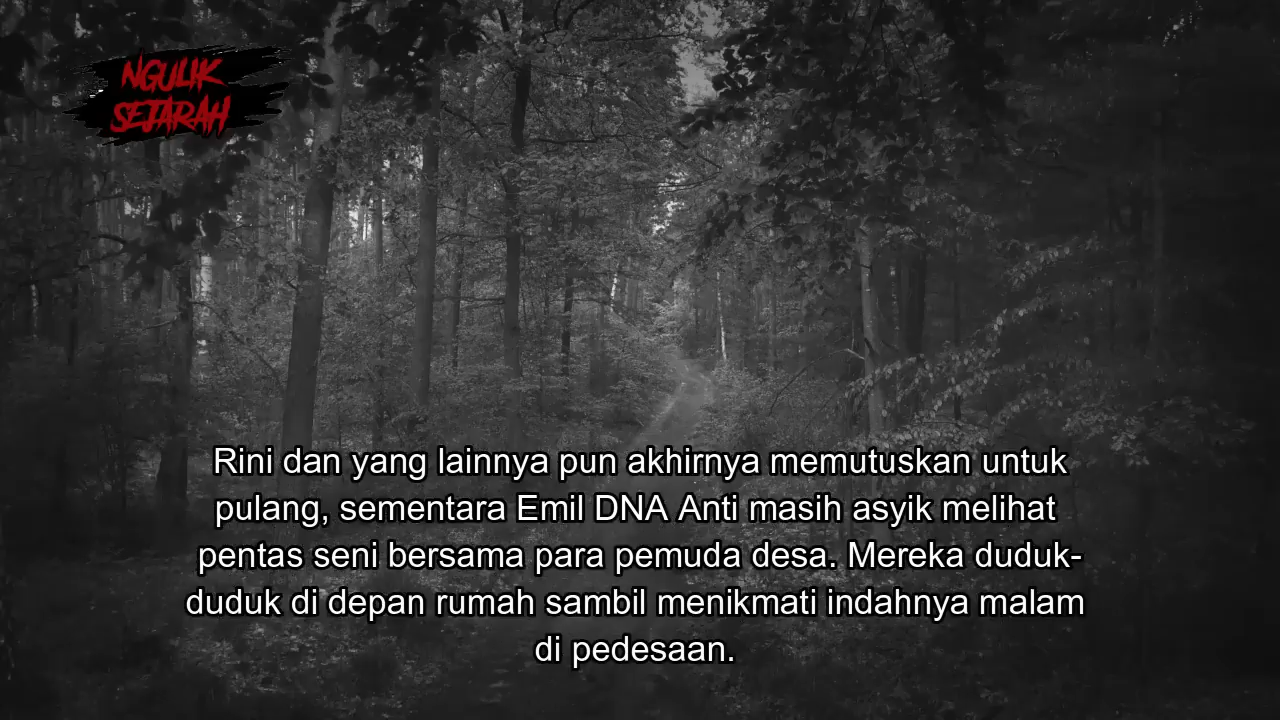 NGULIK
SEJARAH
Rini dan yang lainnya pun akhirnya memutuskan untuk
pulang, sementara Emil DNA Anti masih asyik melihat
pentas seni bersama para pemuda desa. Mereka duduk-
duduk di depan rumah sambil menikmati indahnya malam
di pedesaan.